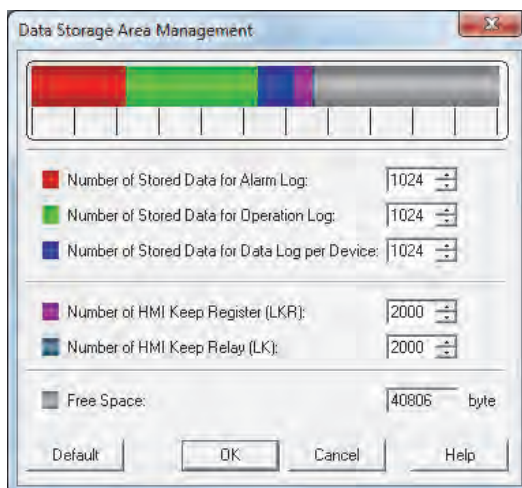 Data Storage Area Management
Number of Stored Data for Alarm Log: 1024
Number of Stored Data for Operation Log: 1024
Number of Stored Data for Data Log per Device: 1024
Number of HMI Keep Register (LKR): 2000
Number of HMI Keep Relay (LK): 2000
Free Space: 40806 byte
Default OK Cancel Help